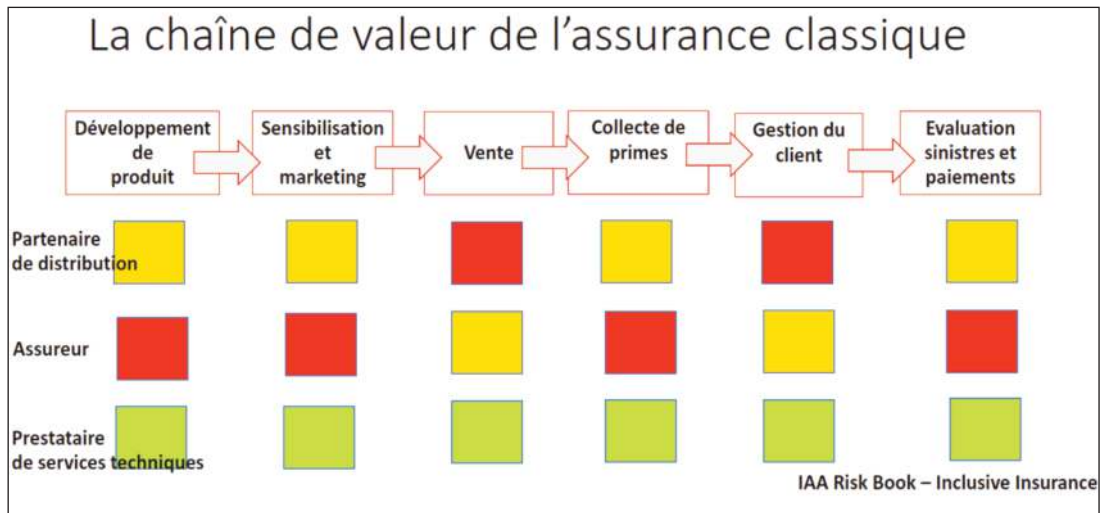 La chaîne de valeur de l’assurance classique
Développement
de
produit
Sensibilisation
et
marketing
Vente
Collecte de
primes
Gestion du
client
Evaluation
sinistres et
paiements
Partenaire
de distribution
Assureur
Prestataire
de services techniques
IAA Risk Book – Inclusive Insurance